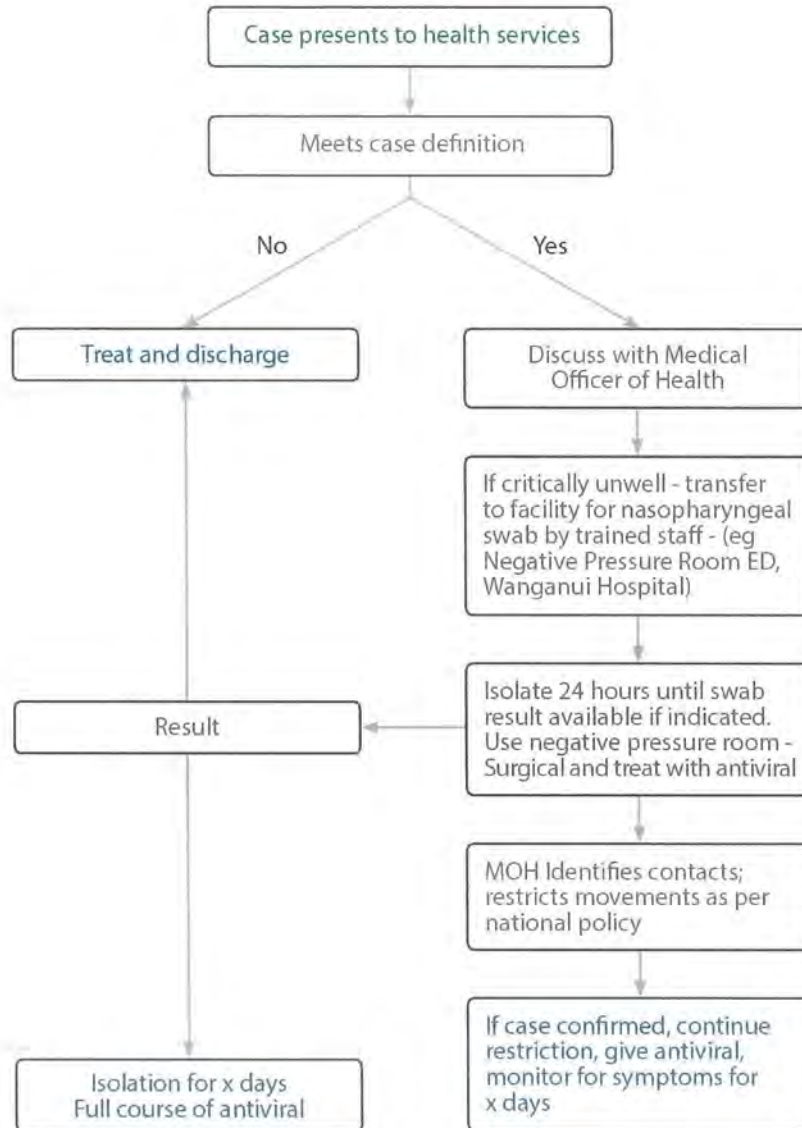 Case presents to health services
Meets case definition
No
Yes
Treat and discharge
Discuss with Medical
Officer of Health
If critically unwell - transfer
to facility for nasopharyngeal
swab by trained staff - (eg
Negative Pressure Room ED,
Wanganui Hospital)
Isolate 24 hours until swab
result available if indicated.
Use negative pressure room -
Surgical and treat with antiviral
Result
MOH Identifies contacts;
restricts movements as per
national policy
If case confirmed, continue
restriction, give antiviral,
monitor for symptoms for
x days
Isolation for x days
Full course of antiviral